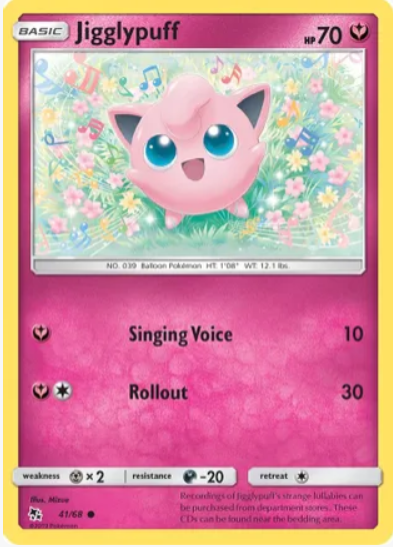 BASIC Jigglypuff HP 70
NO. 039 Balloon Pokémon HT: 1'08" WT: 12.1 lbs.
Singing Voice 10
Rollout 30
weakness ×2 resistance -20 retreat
Illus. Mizue
41/68
©2019 Pokémon
Recordings of Jigglypuff's strange lullabies can
be purchased from department stores. These
CDs can be found near the bedding area.